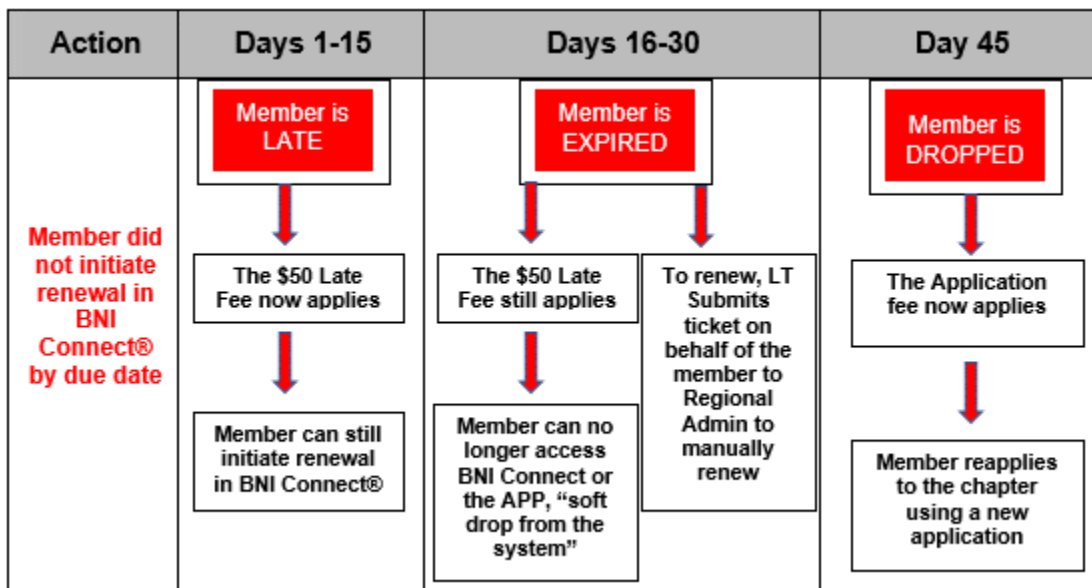 Action
Days 1-15
Days 16-30
Day 45
Member did
not initiate
renewal in
BNI
Connect®
by due date
Member is
LATE
The $50 Late
Fee now applies
Member can still
initiate renewal
in BNI Connect®
Member is
EXPIRED
The $50 Late
Fee still applies
Member can no
longer access
BNI Connect or
the APP, “soft
drop from the
system”
To renew, LT
Submits
ticket on
behalf of the
member to
Regional
Admin to
manually
renew
Member is
DROPPED
The Application
fee now applies
Member reapplies
to the chapter
using a new
application